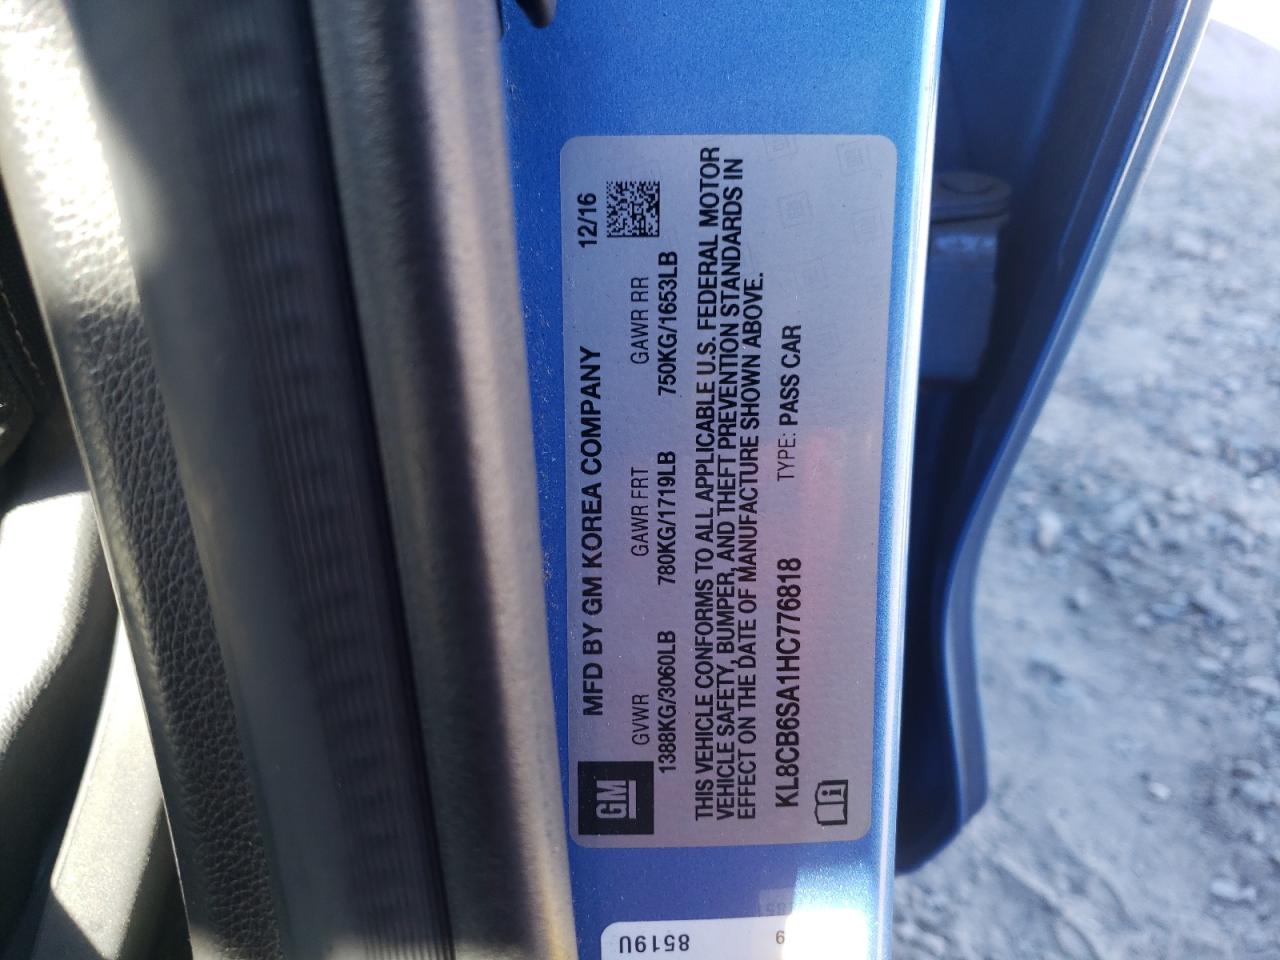 MFD BY GM KOREA COMPANY 12/16
GM
GVWR GAWR FRT GAWR RR
1388KG/3060LB 780KG/1719LB 750KG/1653LB
THIS VEHICLE CONFORMS TO ALL APPLICABLE U.S. FEDERAL MOTOR
VEHICLE SAFETY, BUMPER, AND THEFT PREVENTION STANDARDS IN
EFFECT ON THE DATE OF MANUFACTURE SHOWN ABOVE.
KL8CB6SA1HC776818 TYPE: PASS CAR
8519U